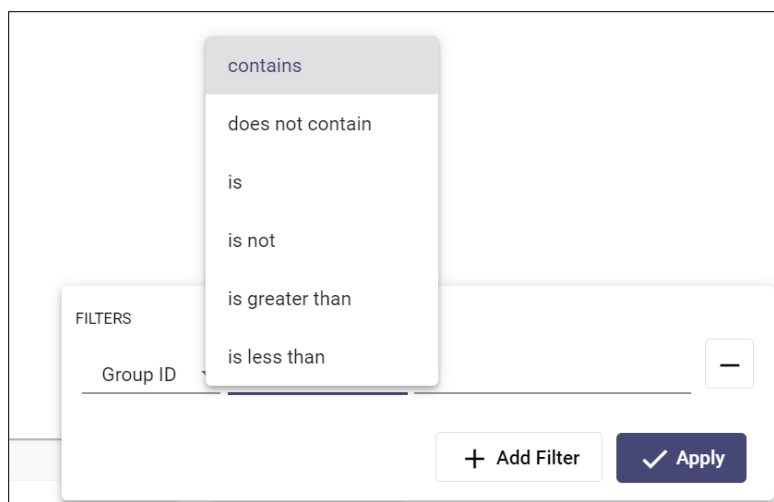 contains
does not contain
is
is not
is greater than
is less than
FILTERS
Group ID
Add Filter
Apply